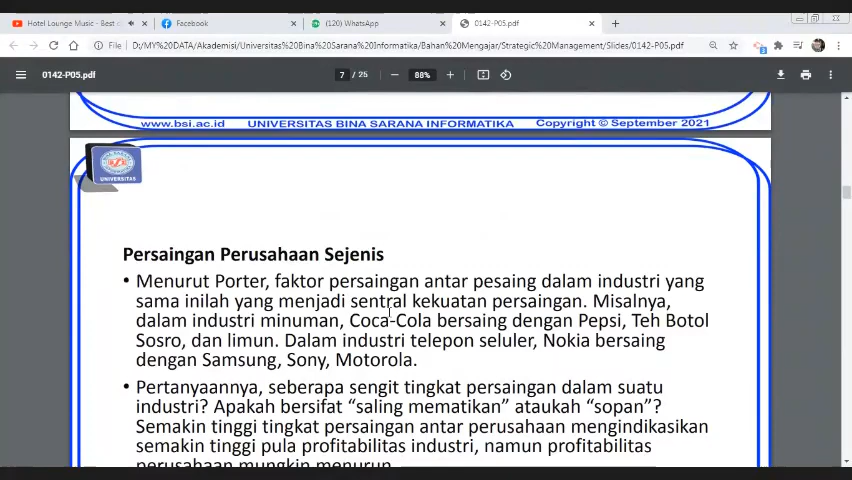 Hotel Lounge Music - Best
Facebook
(120) WhatsApp
0142-P05.pdf
File
D:/MY%20DATA/Akademisi/Universitas%20Bina%20Sarana%20Informatika/Bahan%20Mengajar/Strategic%20Management/Slides/0142-P05.pdf
0142-P05.pdf
7 / 25
88%
www.bsi.ac.id UNIVERSITAS BINA SARANA INFORMATIKA Copyright © September 2021
UNIVERSITAS
Persaingan Perusahaan Sejenis
• Menurut Porter, faktor persaingan antar pesaing dalam industri yang
sama inilah yang menjadi sentral kekuatan persaingan. Misalnya,
dalam industri minuman, Coca-Cola bersaing dengan Pepsi, Teh Botol
Sosro, dan limun. Dalam industri telepon seluler, Nokia bersaing
dengan Samsung, Sony, Motorola.
• Pertanyaannya, seberapa sengit tingkat persaingan dalam suatu
industri? Apakah bersifat “saling mematikan” ataukah “sopan”?
Semakin tinggi tingkat persaingan antar perusahaan mengindikasikan
semakin tinggi pula profitabilitas industri, namun profitabilitas
perusahaan mungkin menurun